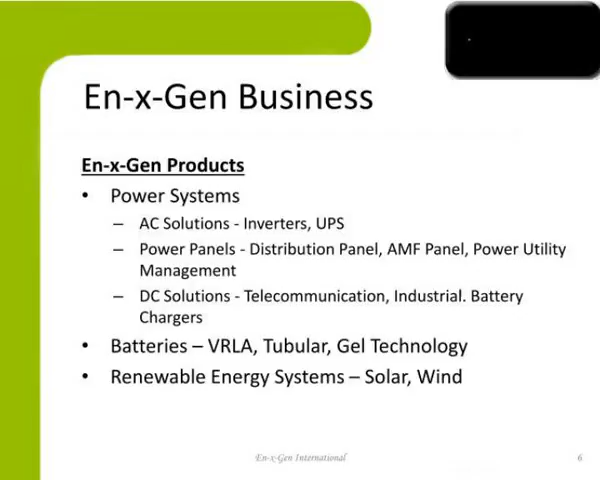 En-x-Gen Business
En-x-Gen Products
• Power Systems
– AC Solutions - Inverters, UPS
– Power Panels - Distribution Panel, AMF Panel, Power Utility
Management
– DC Solutions - Telecommunication, Industrial. Battery
Chargers
• Batteries – VRLA, Tubular, Gel Technology
• Renewable Energy Systems – Solar, Wind
En-x-Gen International
6